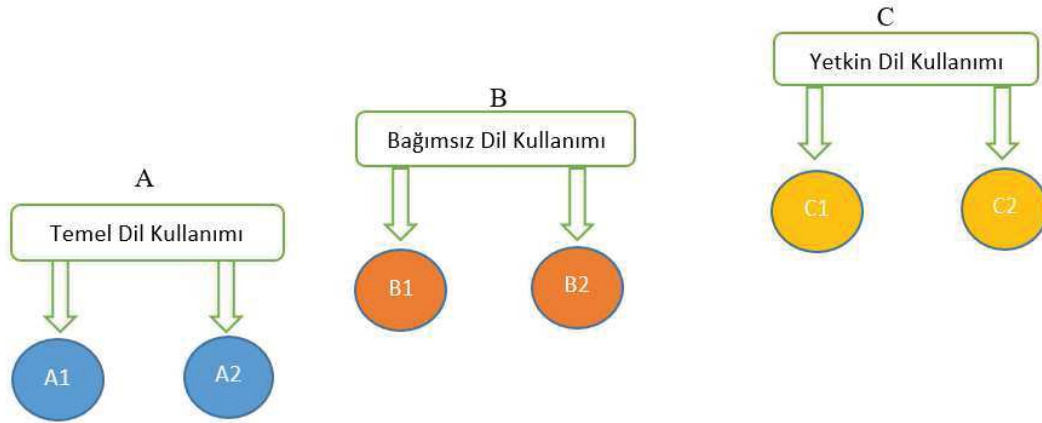 A
Temel Dil Kullanımı
A1
A2
B
Bağımsız Dil Kullanımı
B1
B2
C
Yetkin Dil Kullanımı
C1
C2